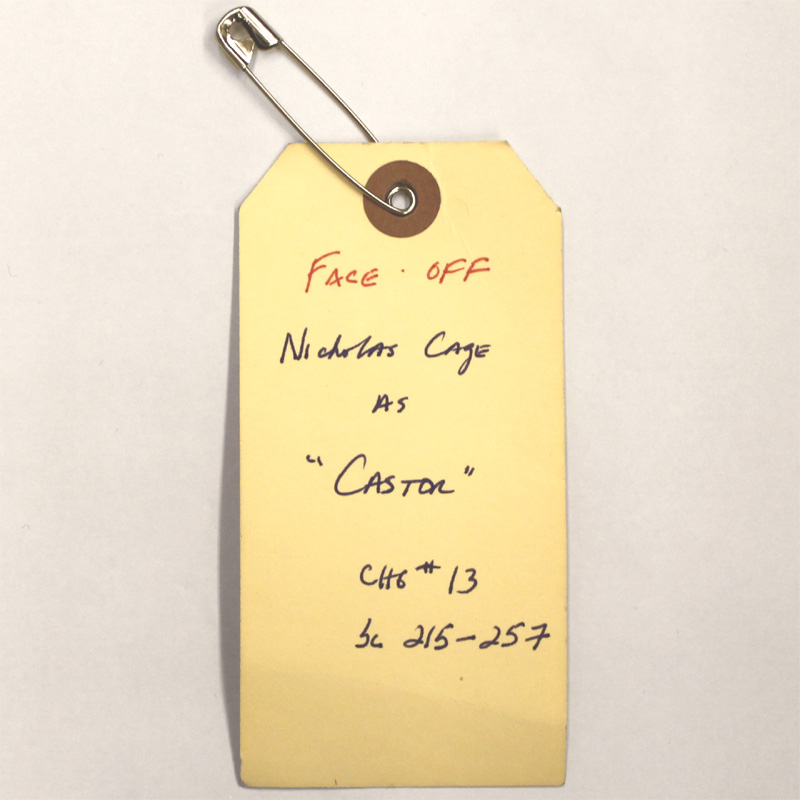 FACE · OFF
Nicholas Cage
AS
"CASTOR"
CHG # 13
Sc 215-257